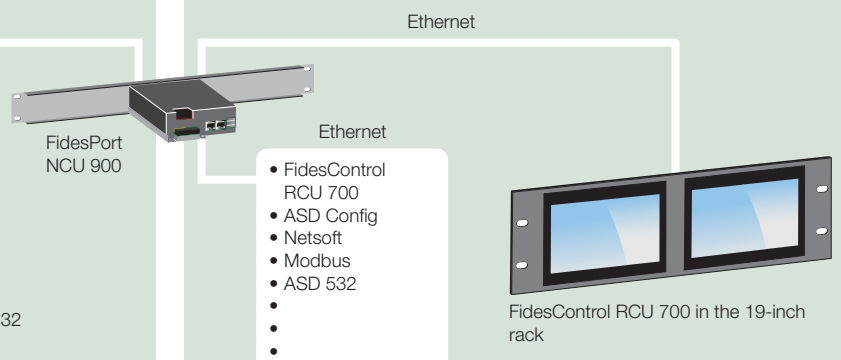 Ethernet
FidesPort
NCU 900
Ethernet
• FidesControl
RCU 700
• ASD Config
• Netsoft
• Modbus
• ASD 532
•
•
•
32
FidesControl RCU 700 in the 19-inch
rack